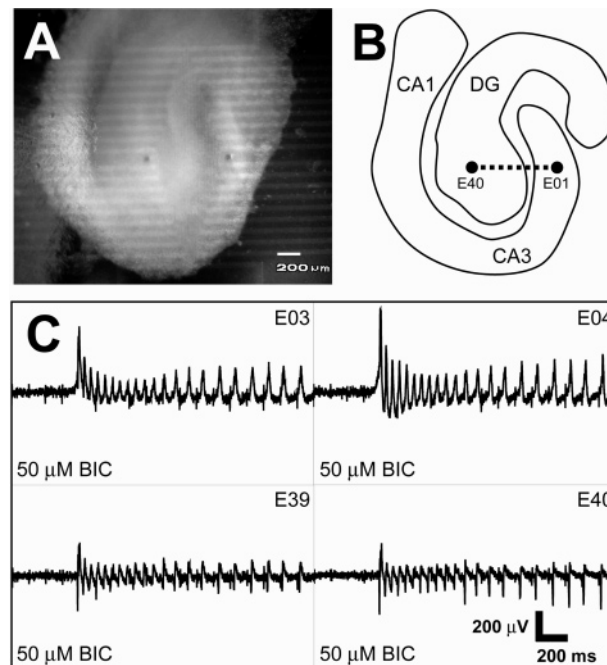 A
200 µm
B
CA1
DG
E40
E01
CA3
C
E03
E04
50 µM BIC
50 µM BIC
E39
E40
50 µM BIC
50 µM BIC
200 µV
200 ms